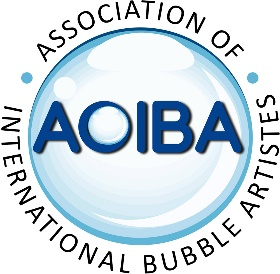 ASSOCIATION OF
AOIBA
INTERNATIONAL BUBBLE ARTISTES